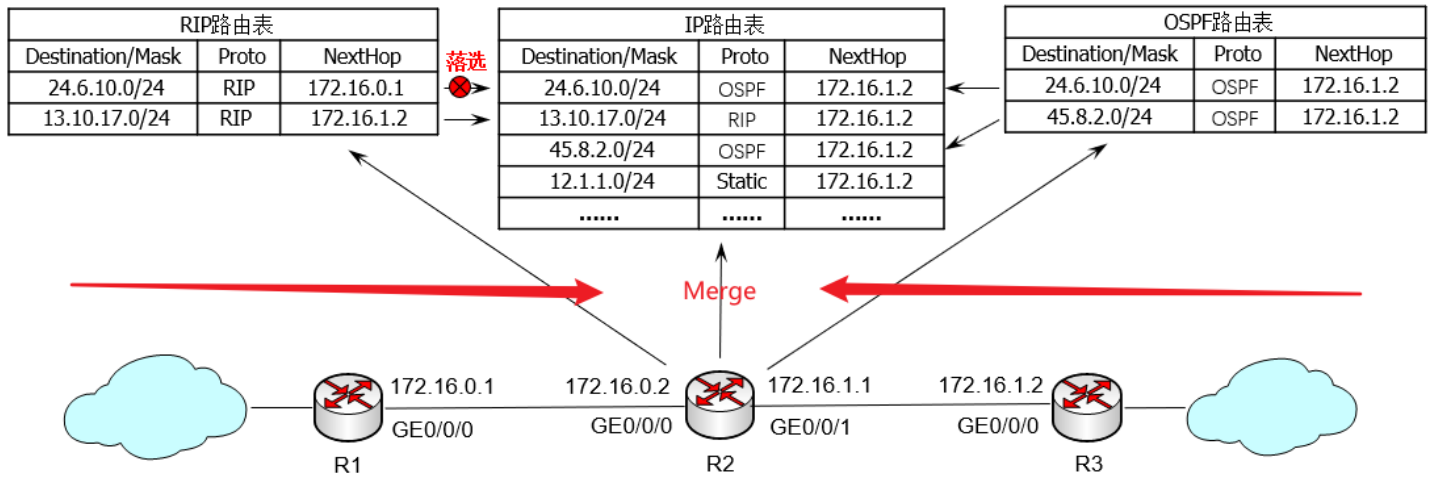 RIP路由表
Destination/Mask Proto NextHop
24.6.10.0/24 RIP 172.16.0.1
13.10.17.0/24 RIP 172.16.1.2
落选
IP路由表
Destination/Mask Proto NextHop
24.6.10.0/24 OSPF 172.16.1.2
13.10.17.0/24 RIP 172.16.1.2
45.8.2.0/24 OSPF 172.16.1.2
12.1.1.0/24 Static 172.16.1.2
…… …… ……
OSPF路由表
Destination/Mask Proto NextHop
24.6.10.0/24 OSPF 172.16.1.2
45.8.2.0/24 OSPF 172.16.1.2
Merge
172.16.0.1 172.16.0.2 172.16.1.1 172.16.1.2
GE0/0/0 GE0/0/0 GE0/0/1 GE0/0/0
R1 R2 R3